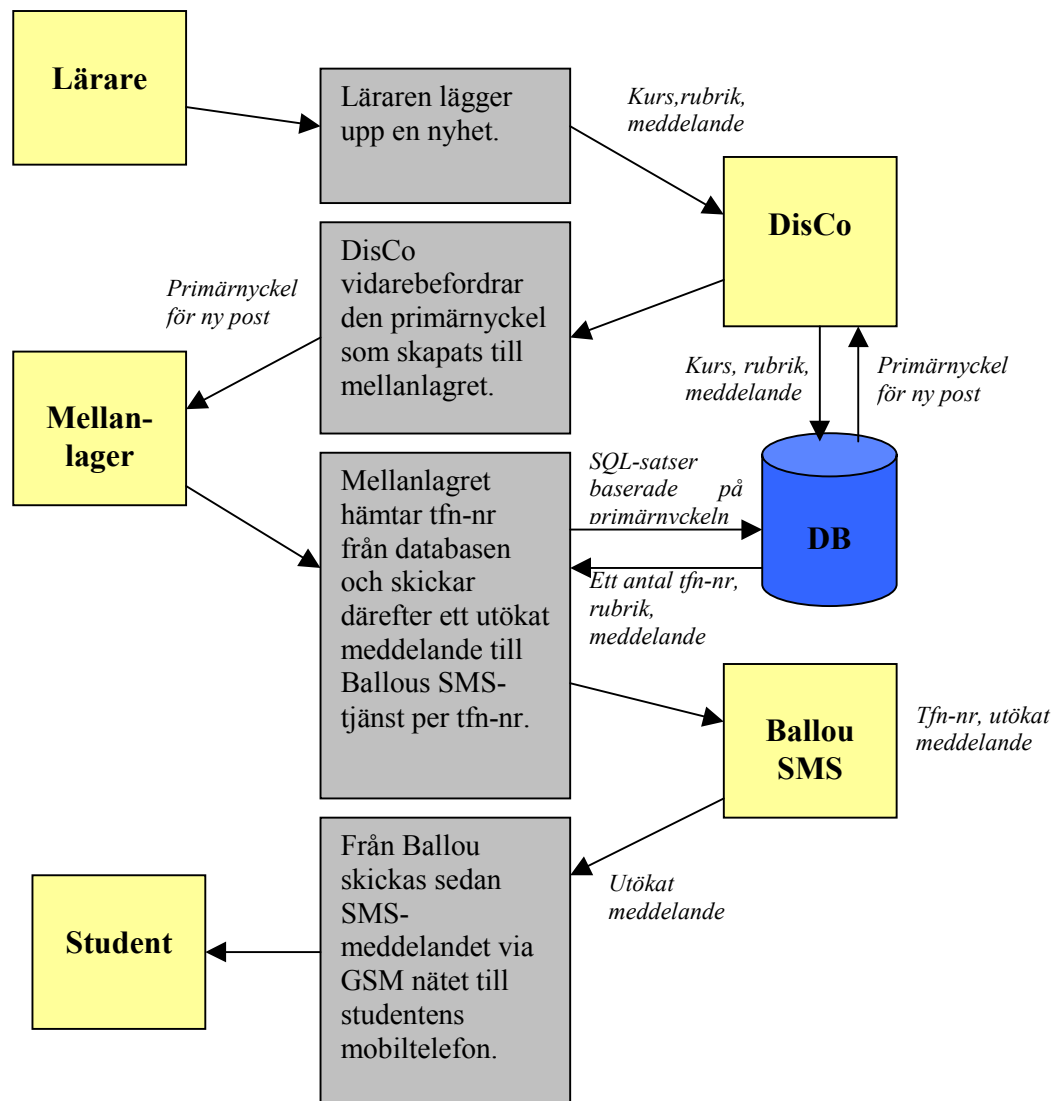 Lärare
Läraren lägger
upp en nyhet.
Kurs,rubrik,
meddelande
DisCo
DisCo
vidarebefordrar
den primärnyckel
som skapats till
mellanlagret.
Primärnyckel
för ny post
Kurs, rubrik,
meddelande
Primärnyckel
för ny post
Mellan-
lager
Mellanlagret
hämtar tfn-nr
från databasen
och skickar
därefter ett utökat
meddelande till
Ballous SMS-
tjänst per tfn-nr.
SQL-satser
baserade på
primärnyckeln
DB
Ett antal tfn-nr,
rubrik,
meddelande
Ballou
SMS
Tfn-nr, utökat
meddelande
Från Ballou
skickas sedan
SMS-
meddelandet via
GSM nätet till
studentens
mobiltelefon.
Utökat
meddelande
Student